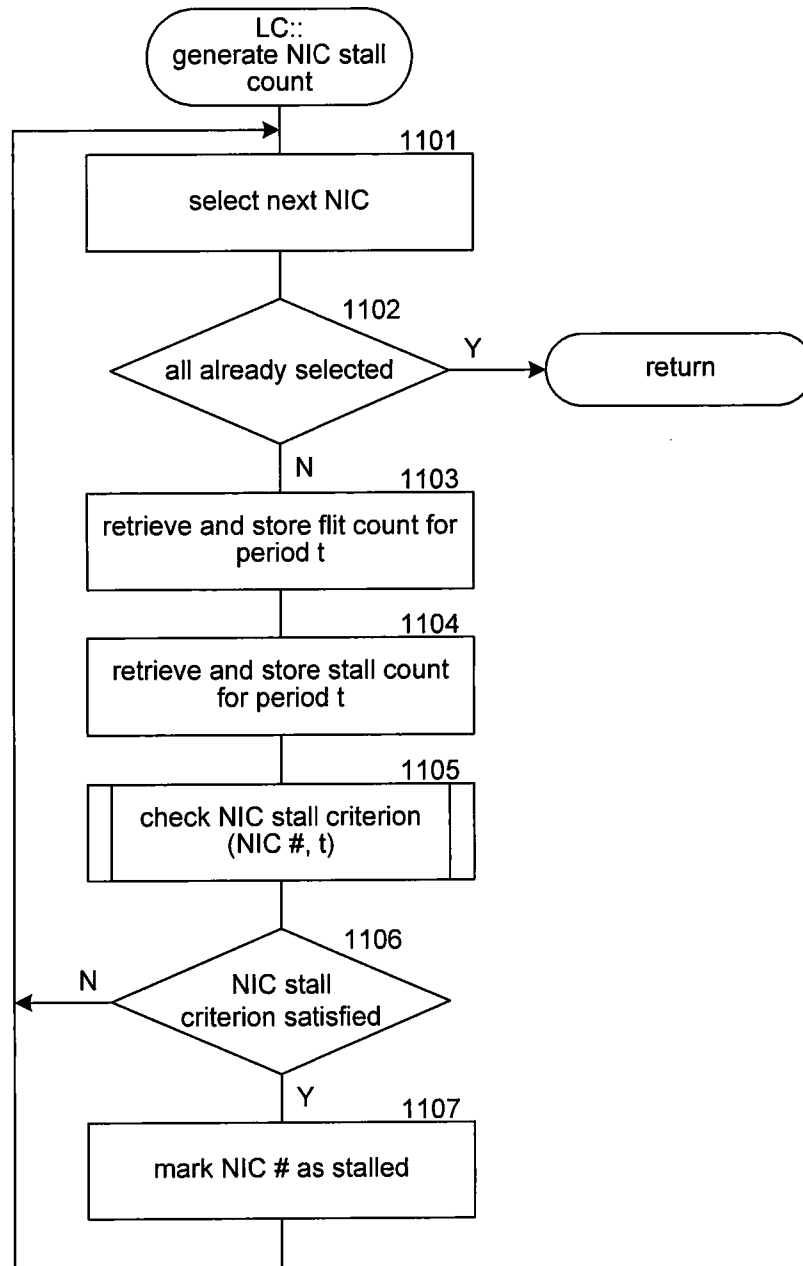 LC::
generate NIC stall
count
1101
select next NIC
1102
all already selected
Y
return
N
1103
retrieve and store flit count for
period t
1104
retrieve and store stall count
for period t
1105
check NIC stall criterion
(NIC #, t)
1106
N
NIC stall
criterion satisfied
Y
1107
mark NIC # as stalled